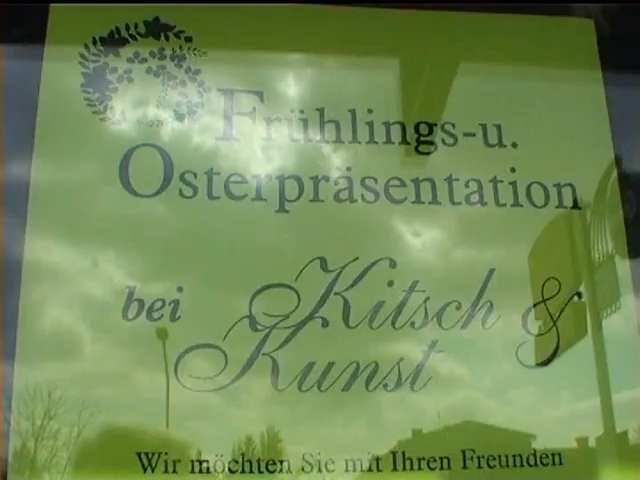 Frühlings-u.
Osterpräsentation
bei Kitsch &
Kunst
Wir möchten Sie mit Ihren Freunden